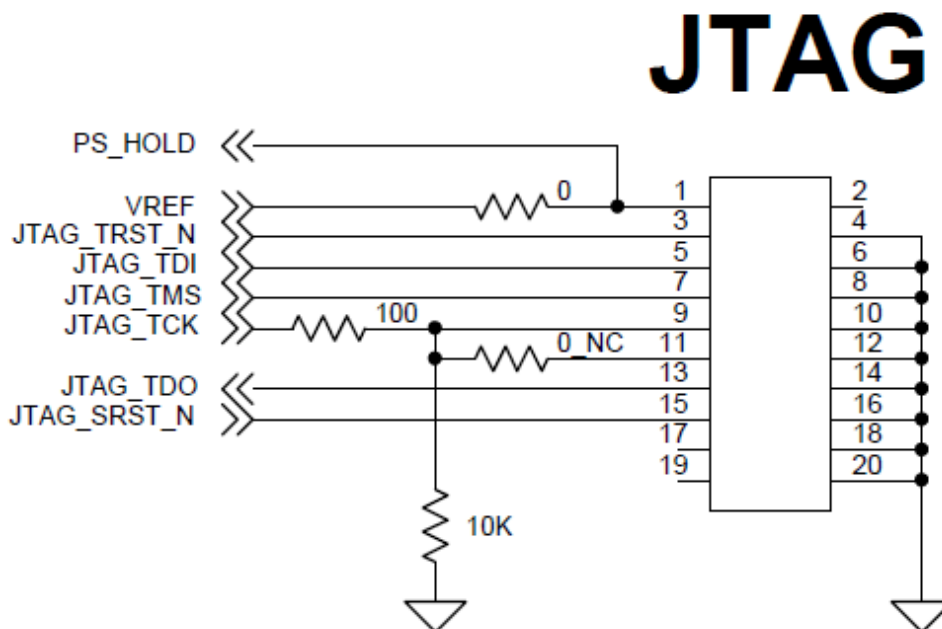 JTAG
PS_HOLD
VREF 0 1 2
JTAG_TRST_N 3 4
JTAG_TDI 5 6
JTAG_TMS 7 8
JTAG_TCK 100 9 10
0_NC 11 12
JTAG_TDO 13 14
JTAG_SRST_N 15 16
17 18
19 20
10K